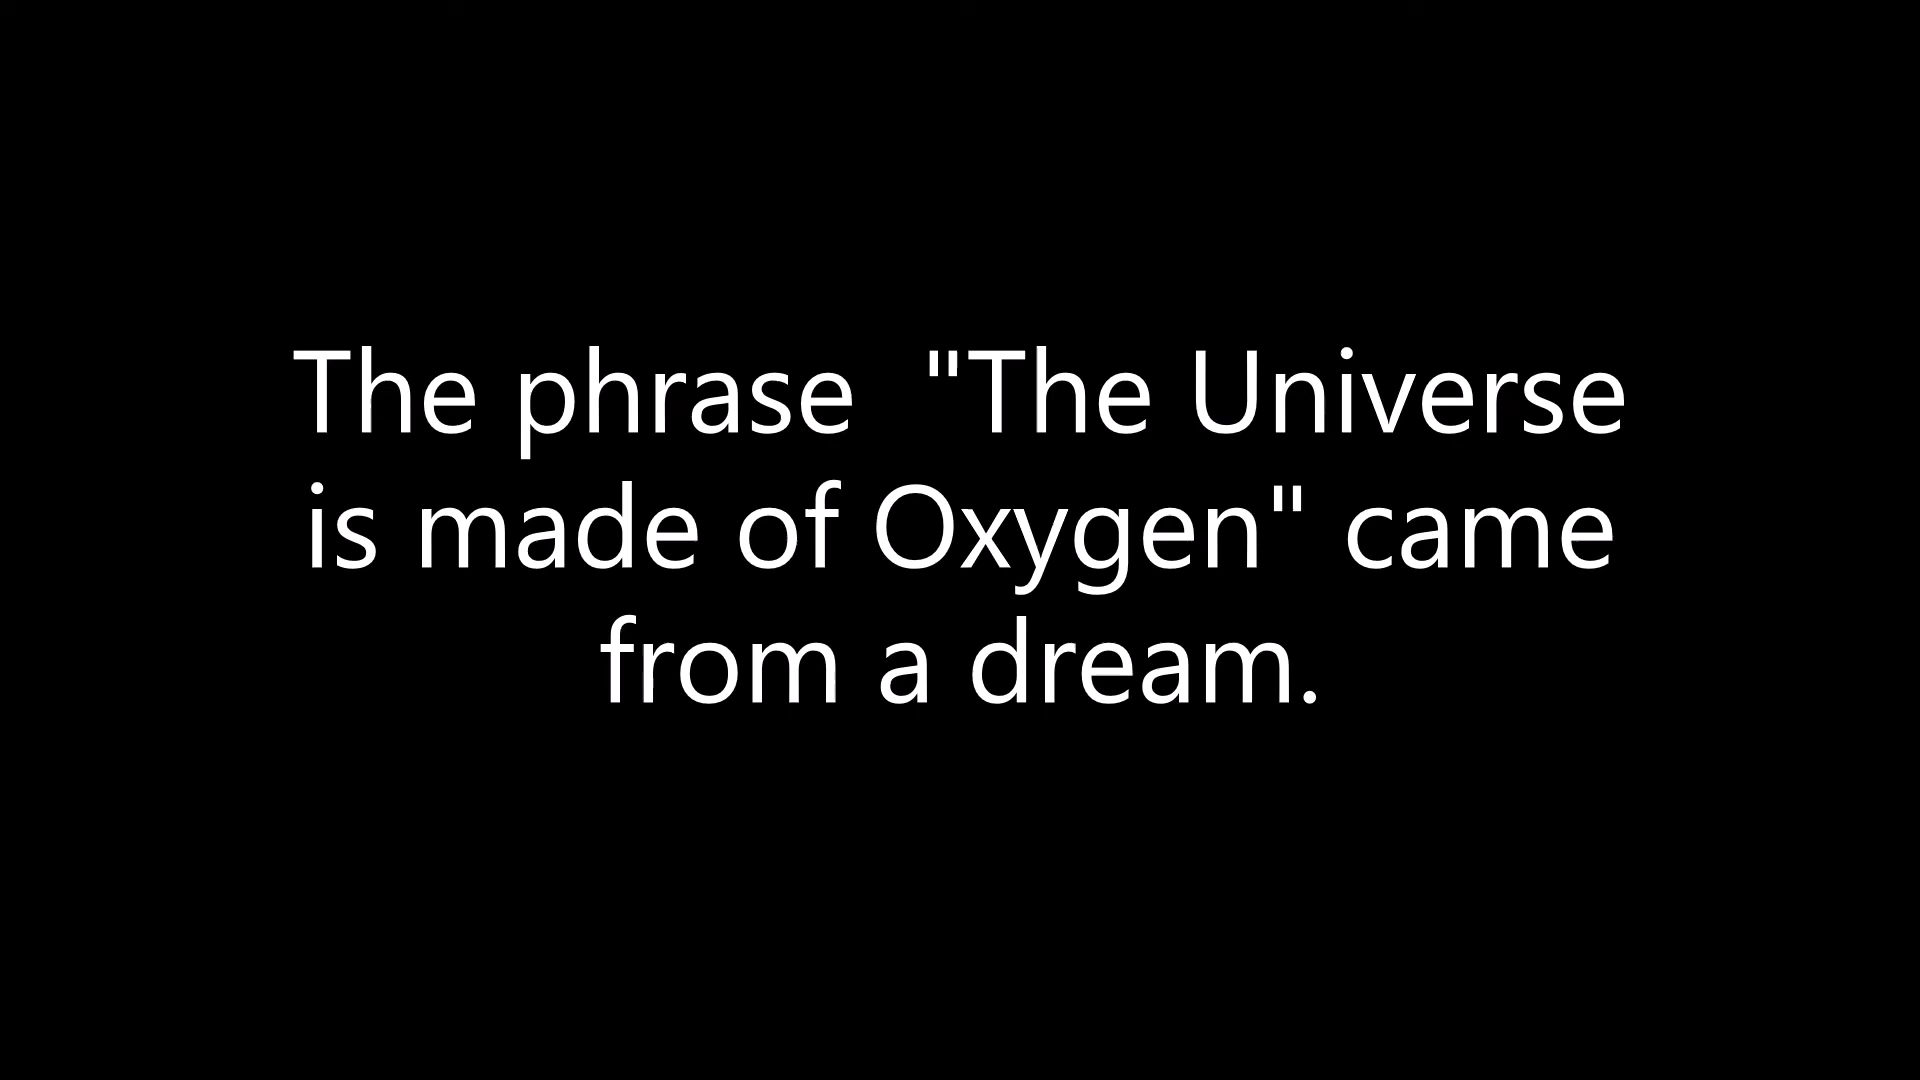 The phrase  "The Universe
is made of Oxygen" came
from a dream.